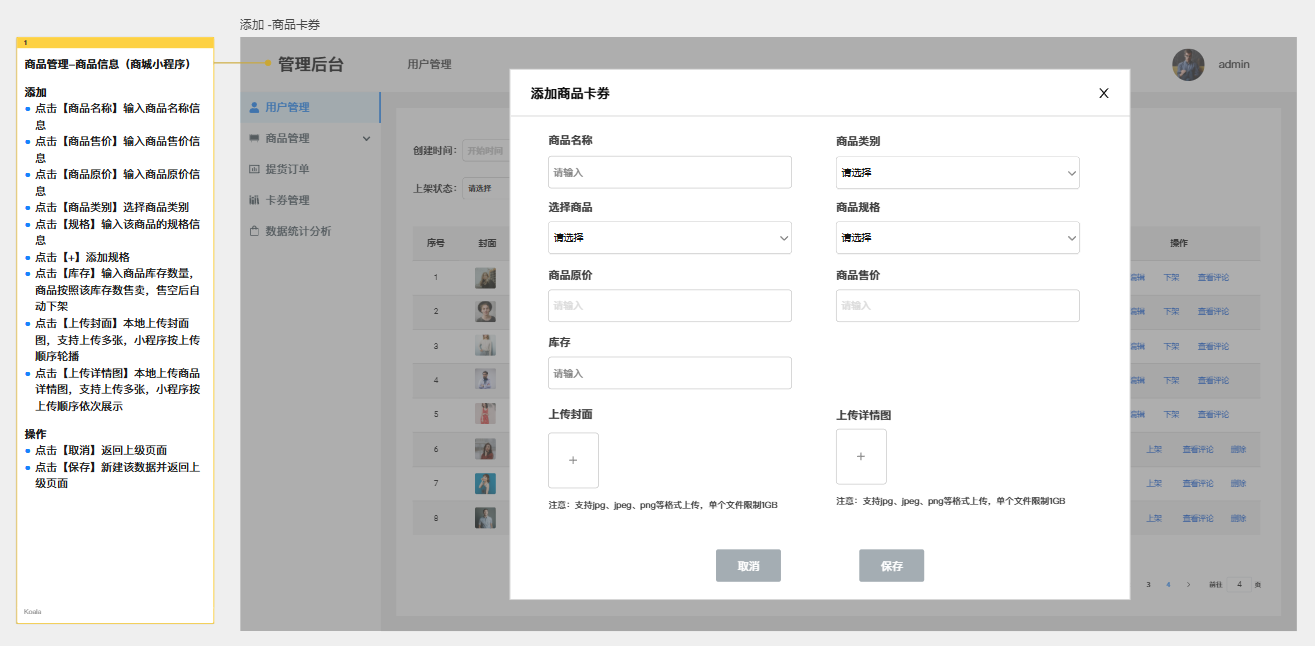 添加 -商品卡券
1
商品管理–商品信息（商城小程序）
添加
点击【商品名称】输入商品名称信
息
点击【商品售价】输入商品售价信
息
点击【商品原价】输入商品原价信
息
点击【商品类别】选择商品类别
点击【规格】输入该商品的规格信
息
点击【+】添加规格
点击【库存】输入商品库存数量，
商品按照该库存数售卖，售空后自
动下架
点击【上传封面】本地上传封面
图，支持上传多张，小程序按上传
顺序轮播
点击【上传详情图】本地上传商品
详情图，支持上传多张，小程序按
上传顺序依次展示
操作
点击【取消】返回上级页面
点击【保存】新建该数据并返回上
级页面
Koala
管理后台
用户管理
admin
用户管理
商品管理
提货订单
卡券管理
数据统计分析
创建时间： 开始时间
上架状态： 请选择
序号 封面 操作
1 编辑 下架 查看评论
2 编辑 下架 查看评论
3 编辑 下架 查看评论
4 编辑 下架 查看评论
5 编辑 下架 查看评论
6 上架 查看评论 删除
7 上架 查看评论 删除
8 上架 查看评论 删除
3 4 > 前往 4 页
添加商品卡券 X
商品名称 商品类别
请输入 请选择
选择商品 商品规格
请选择 请选择
商品原价 商品售价
请输入 请输入
库存
请输入
上传封面 上传详情图
+ +
注意：支持jpg、jpeg、png等格式上传，单个文件限制1GB
注意：支持jpg、jpeg、png等格式上传，单个文件限制1GB
取消 保存